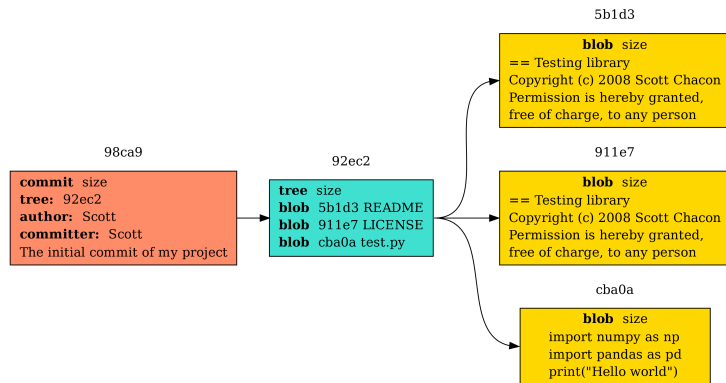 98ca9
commit size
tree: 92ec2
author: Scott
committer: Scott
The initial commit of my project
92ec2
tree size
blob 5b1d3 README
blob 911e7 LICENSE
blob cba0a test.py
5b1d3
blob size
== Testing library
Copyright (c) 2008 Scott Chacon
Permission is hereby granted,
free of charge, to any person
911e7
blob size
== Testing library
Copyright (c) 2008 Scott Chacon
Permission is hereby granted,
free of charge, to any person
cba0a
blob size
import numpy as np
import pandas as pd
print("Hello world")